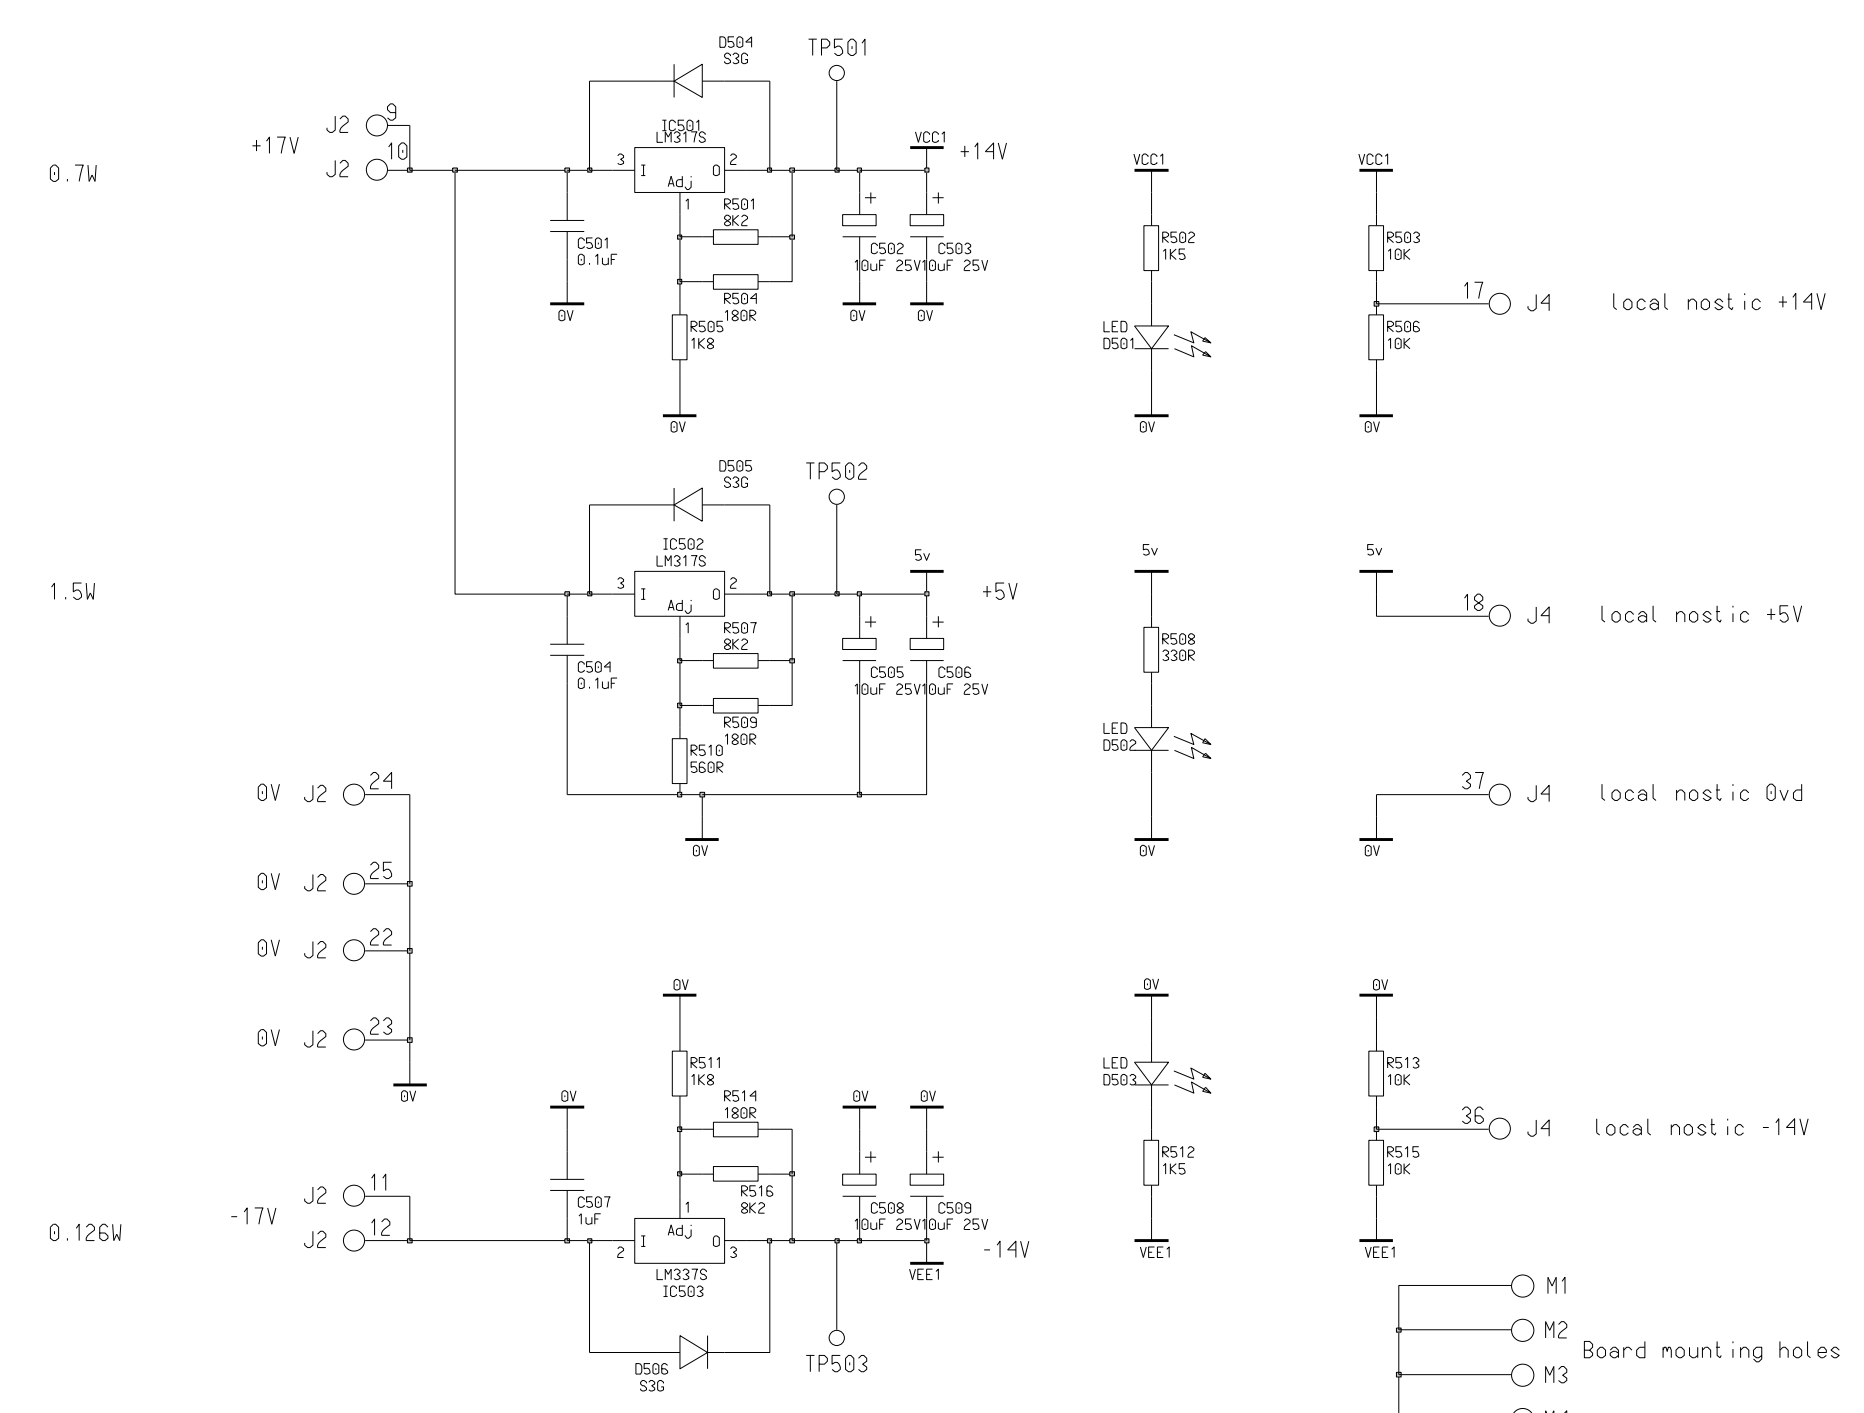 D504
S3G
TP501
J2 9
+17V
J2 10
0.7W
IC501
LM317S
3 I O 2
Adj
1
VCC1
+14V
R501
8K2
C501
0.1uF
0V
R504
180R
R505
1K8
0V
+
C502
10uF 25V
0V
+
C503
10uF 25V
0V
VCC1
R502
1K5
LED
D501
0V
VCC1
R503
10K
17 J4 local nostic +14V
R506
10K
0V
D505
S3G
TP502
1.5W
IC502
LM317S
3 I O 2
Adj
1
5v
+5V
R507
8K2
C504
0.1uF
R509
180R
R510
560R
+
C505
10uF 25V
+
C506
10uF 25V
0V
5v
R508
330R
LED
D502
0V
5v
18 J4 local nostic +5V
37 J4 local nostic 0vd
0V
0V J2 24
0V J2 25
0V J2 22
0V J2 23
0V
0V
R511
1K8
R514
180R
R516
8K2
0V
C507
1uF
J2 11
-17V
J2 12
0.126W
1
Adj
2 I O 3
LM337S
IC503
0V
+
C508
10uF 25V
0V
+
C509
10uF 25V
-14V
VEE1
D506
S3G
TP503
0V
LED
D503
R512
1K5
VEE1
0V
R513
10K
36 J4 local nostic -14V
R515
10K
VEE1
M1
M2
Board mounting holes
M3